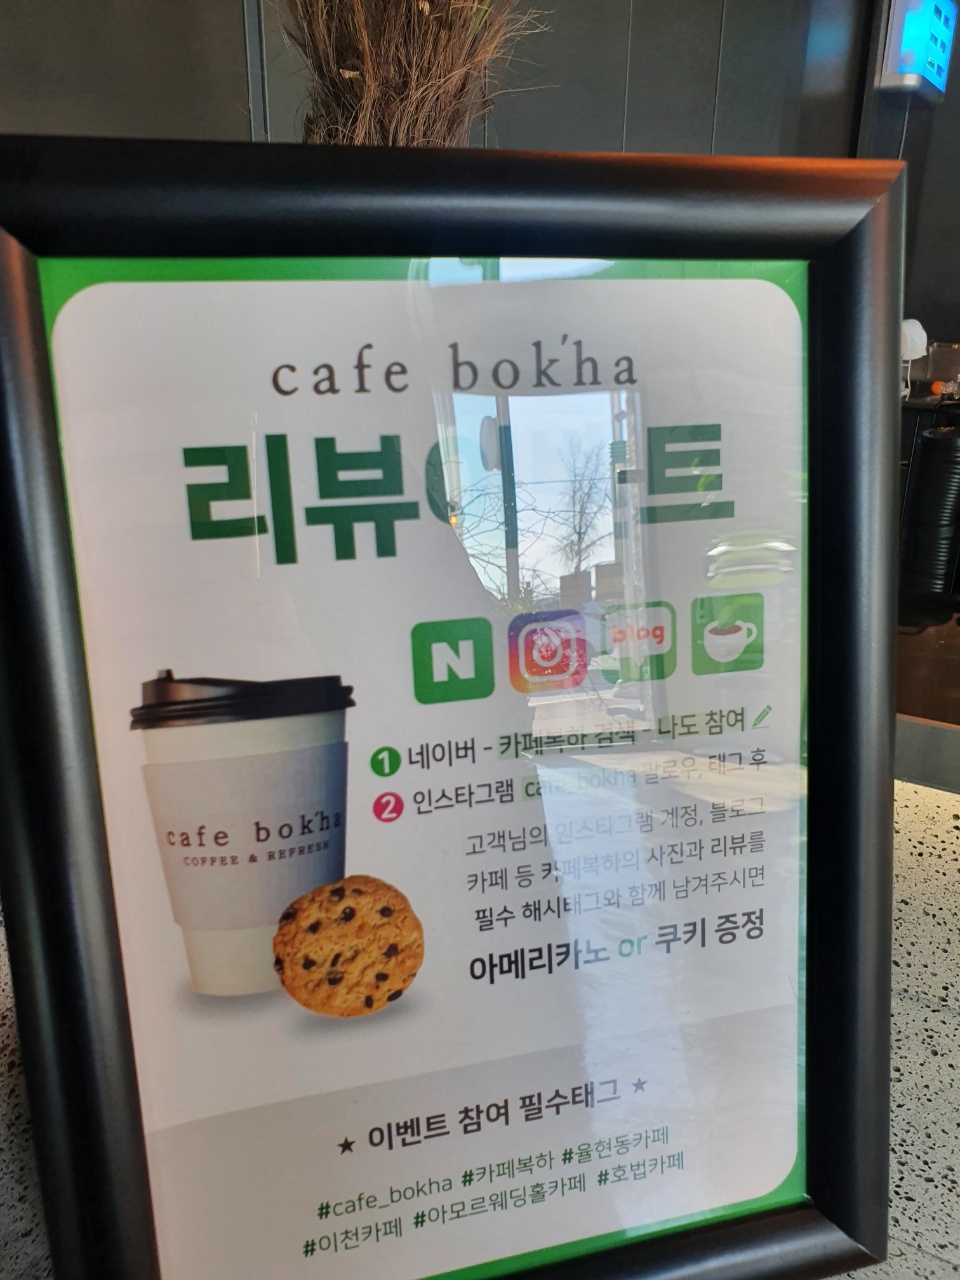 cafe bok'ha
리뷰이벤트
N
blog
1 네이버 - 카페복하 검색 - 나도 참여
2 인스타그램 cafe_bokha 팔로우, 태그 후
고객님의 인스타그램 계정, 블로그
카페 등 카페복하의 사진과 리뷰를
필수 해시태그와 함께 남겨주시면
아메리카노 or 쿠키 증정
cafe bok'ha
COFFEE & REFRESH
★ 이벤트 참여 필수태그 ★
#cafe_bokha #카페복하 #율현동카페
#이천카페 #아모르웨딩홀카페 #호법카페